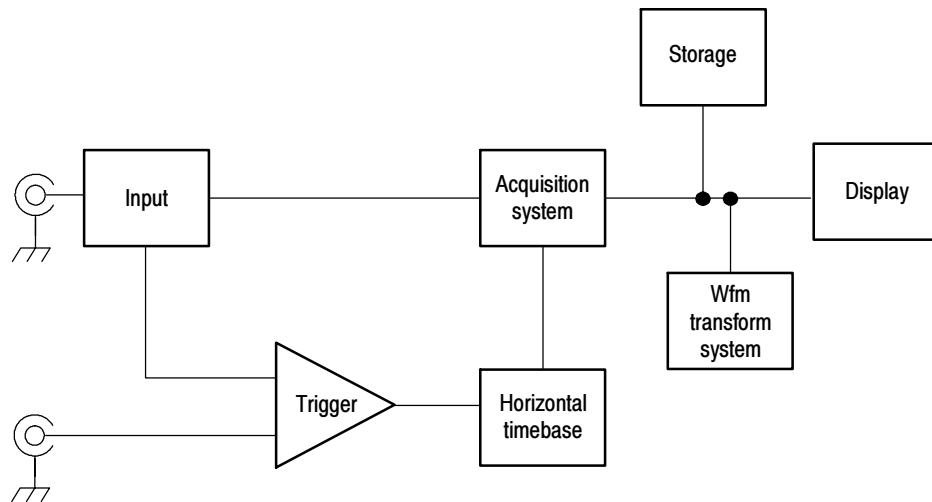 Storage
Input
Acquisition
system
Display
Wfm
transform
system
Trigger
Horizontal
timebase